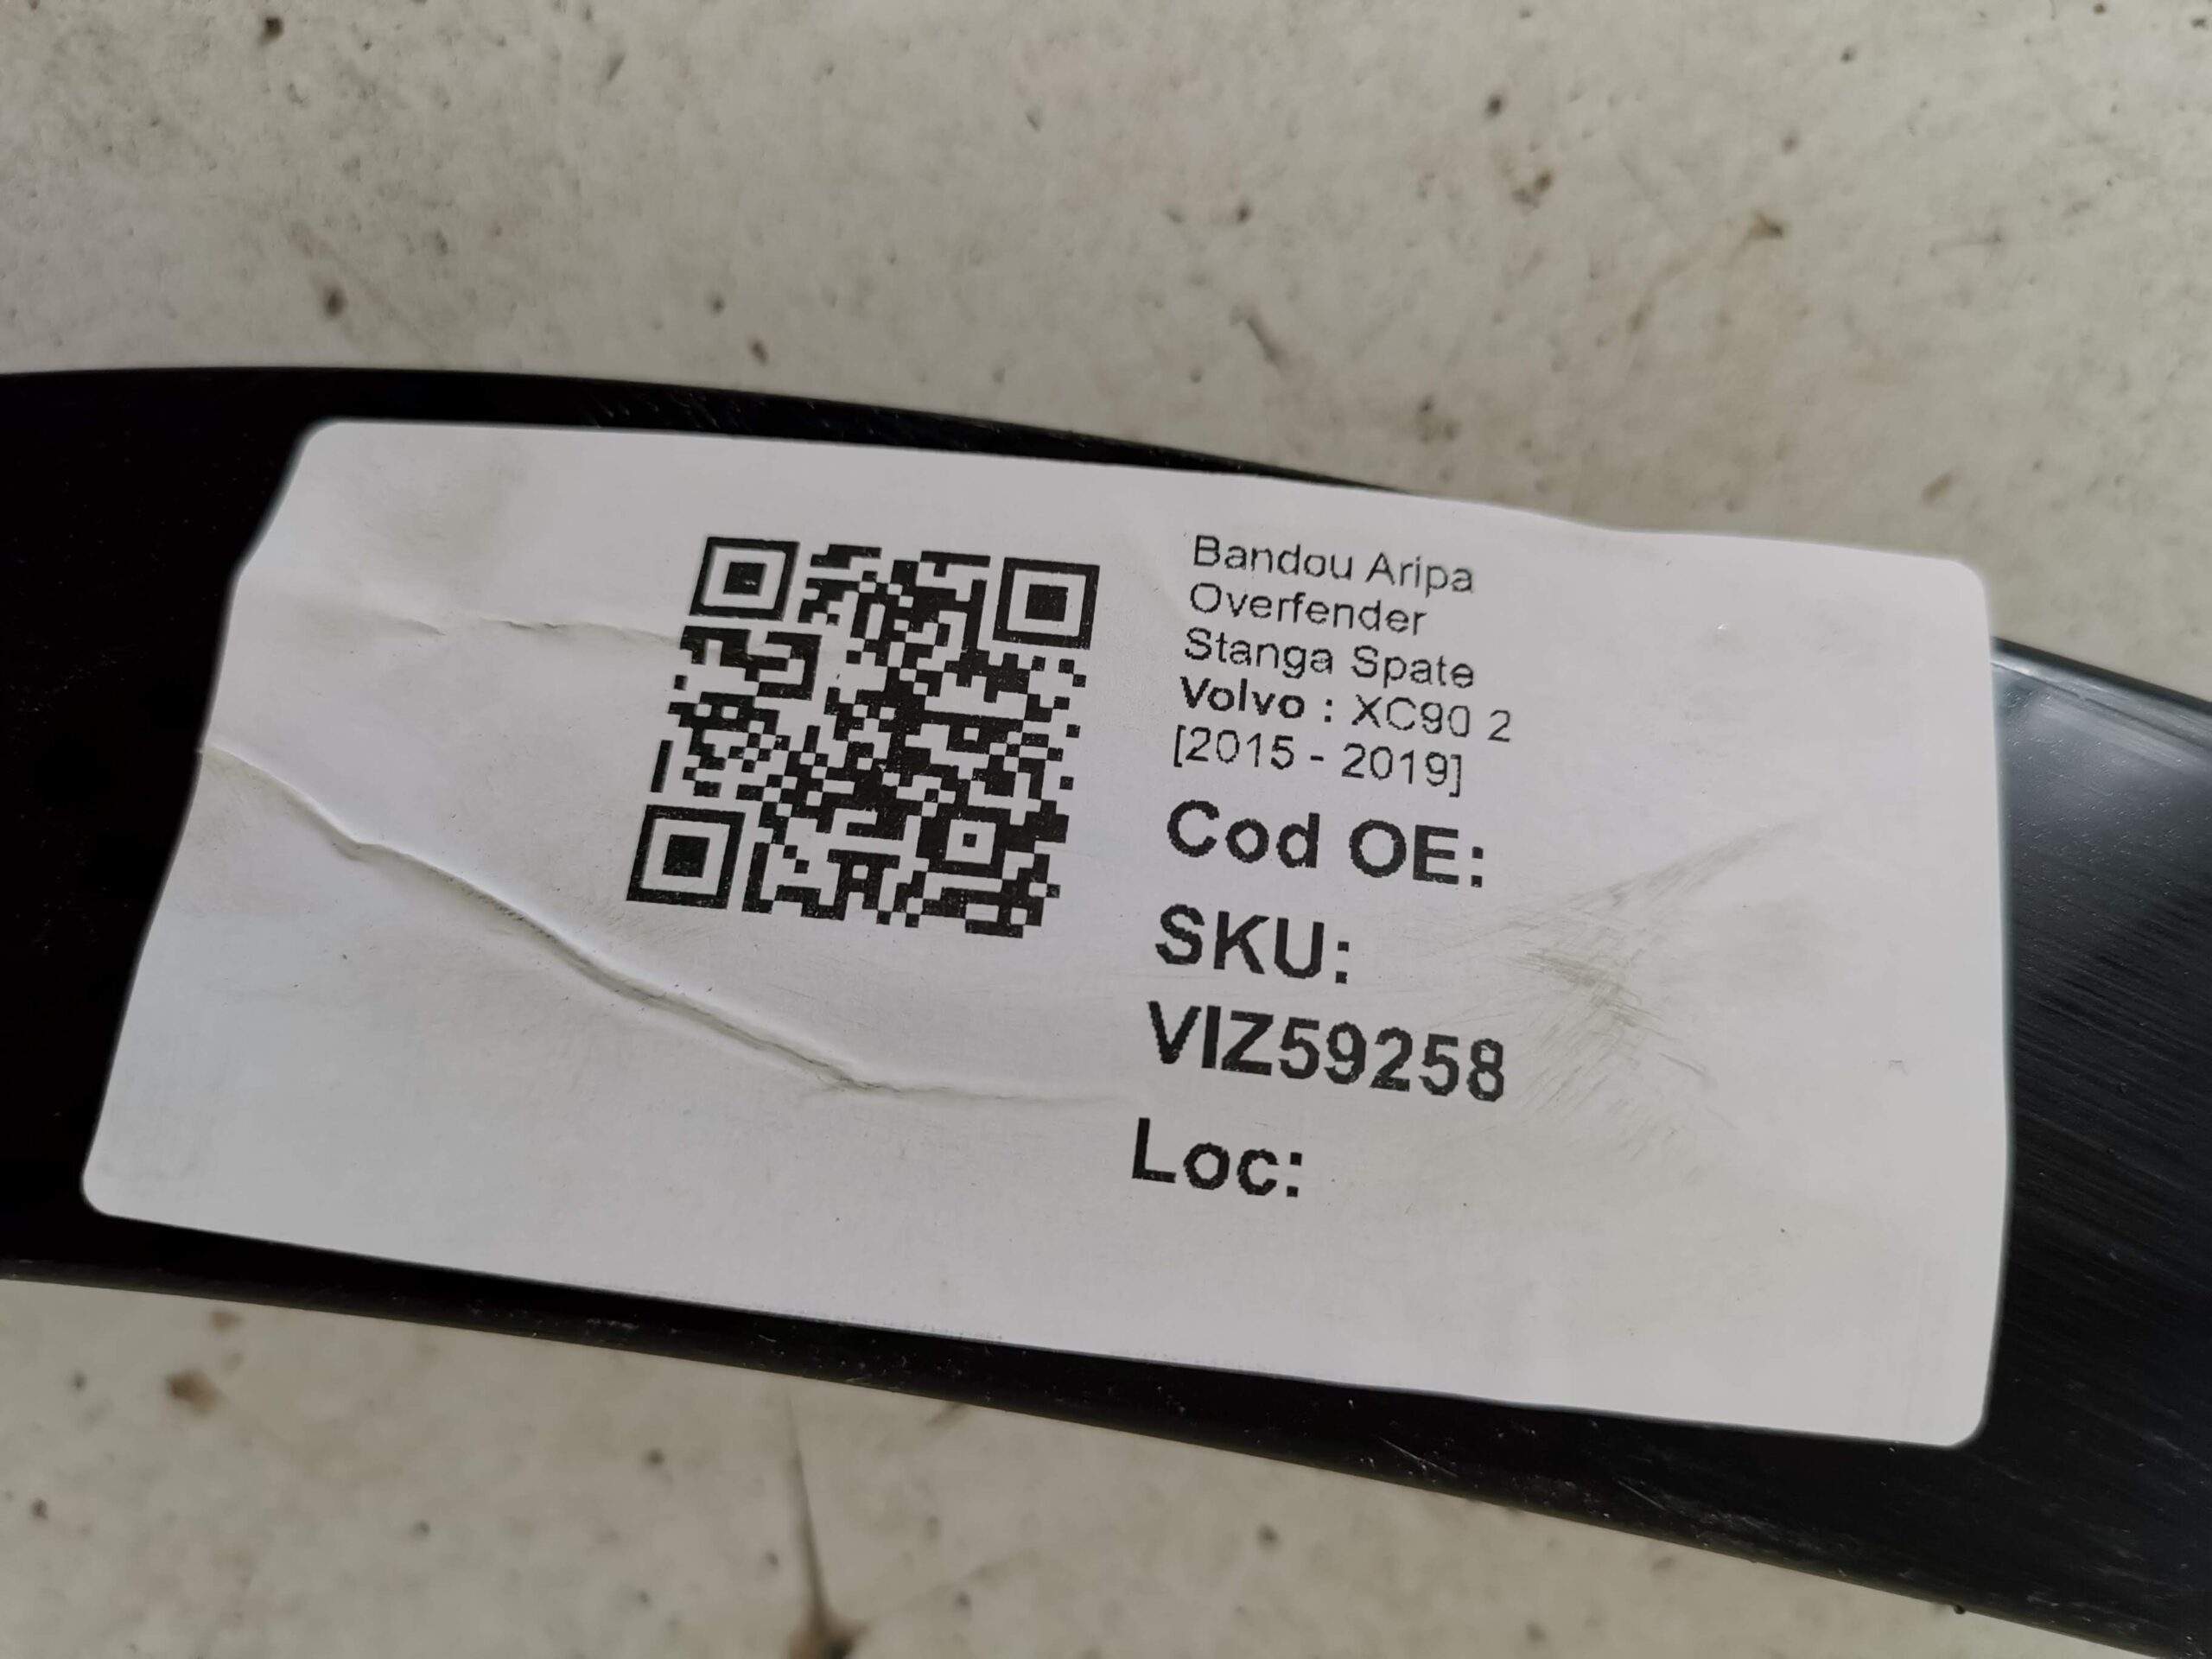 Bandou Aripa
Overfender
Stanga Spate
Volvo : XC90 2
[2015 - 2019]
Cod OE:
SKU:
VIZ59258
Loc: